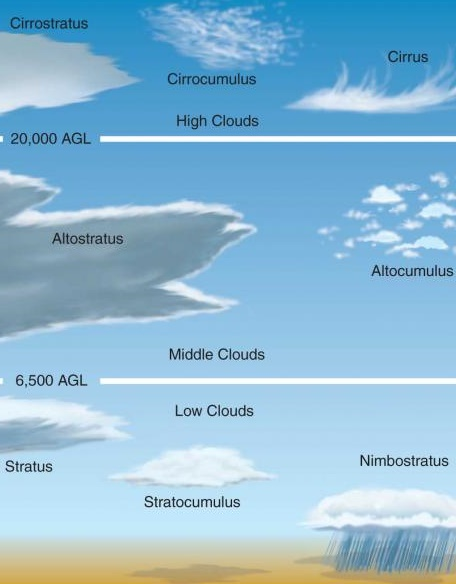 Cirrostratus
Cirrocumulus
Cirrus
High Clouds
20,000 AGL
Altostratus
Altocumulus
Middle Clouds
6,500 AGL
Low Clouds
Stratus
Stratocumulus
Nimbostratus